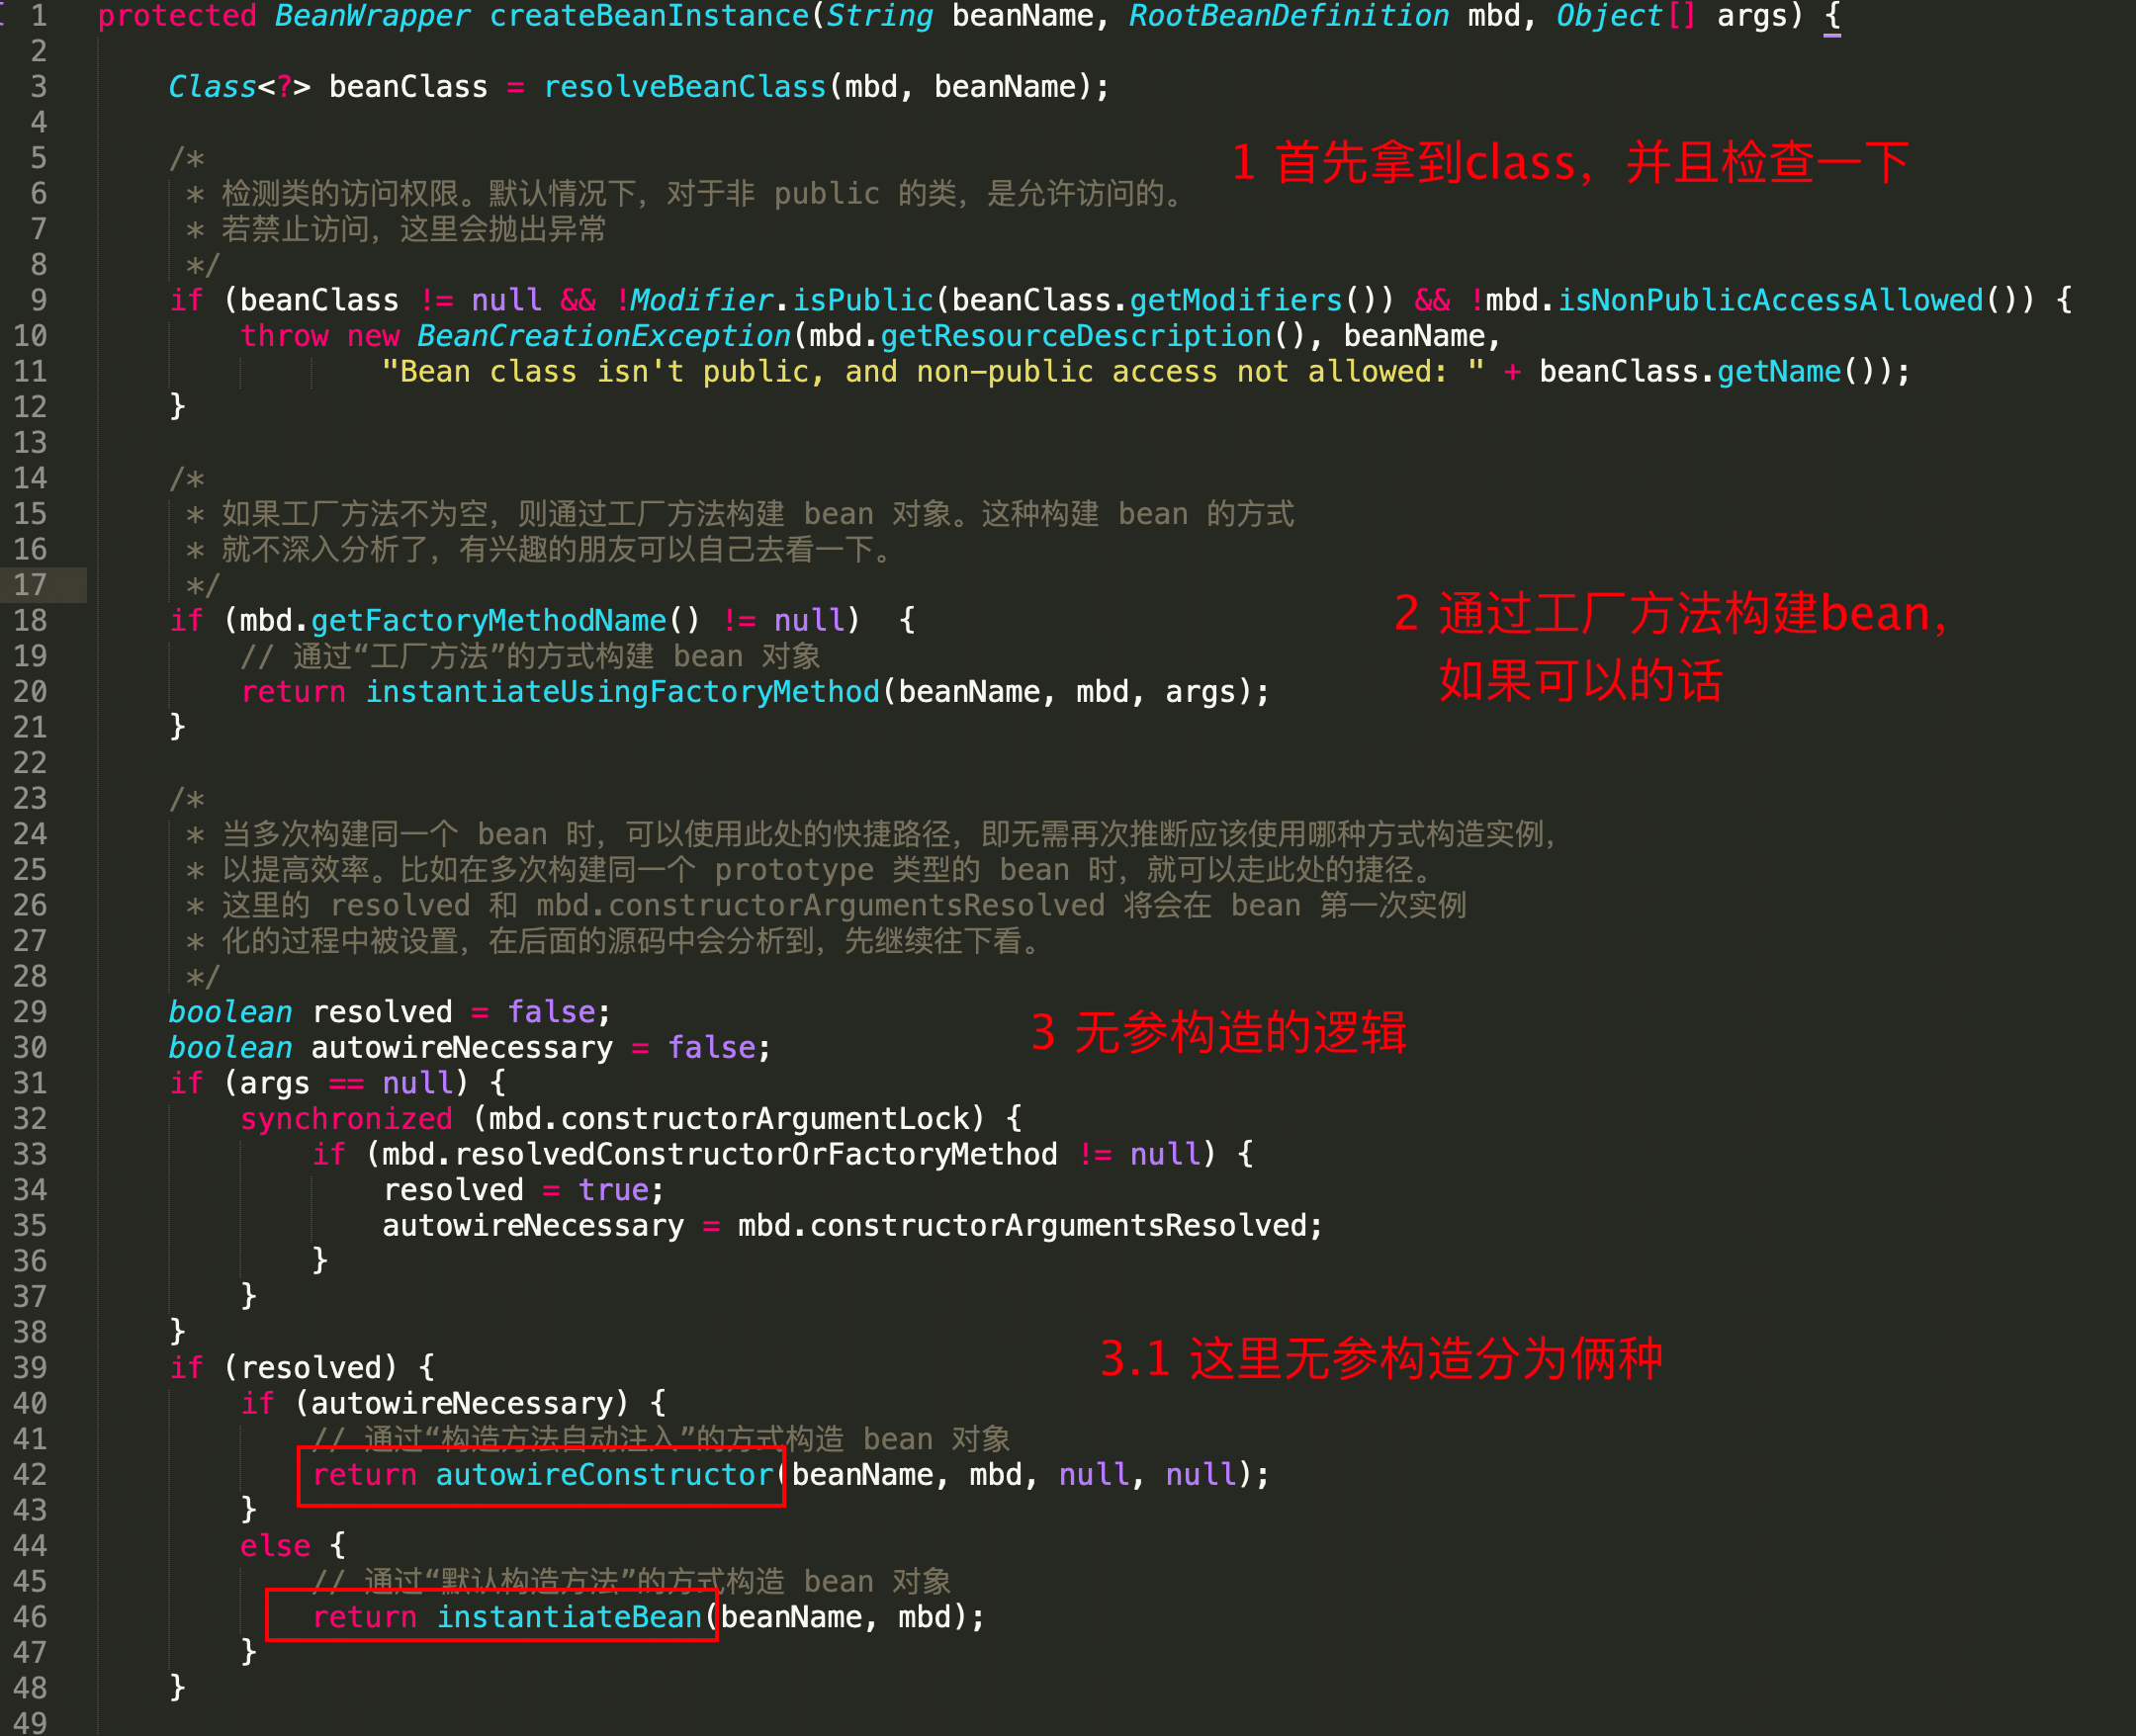 1 protected BeanWrapper createBeanInstance(String beanName, RootBeanDefinition mbd, Object[] args) {
2
3 Class<?> beanClass = resolveBeanClass(mbd, beanName);
4
5 /*
1 首先拿到class，并且检查一下
6 * 检测类的访问权限。默认情况下，对于非 public 的类，是允许访问的。
7 * 若禁止访问，这里会抛出异常
8 */
9 if (beanClass != null && !Modifier.isPublic(beanClass.getModifiers()) && !mbd.isNonPublicAccessAllowed()) {
10 throw new BeanCreationException(mbd.getResourceDescription(), beanName,
11 "Bean class isn't public, and non-public access not allowed: " + beanClass.getName());
12 }
13
14 /*
15 * 如果工厂方法不为空，则通过工厂方法构建 bean 对象。这种构建 bean 的方式
16 * 就不深入分析了，有兴趣的朋友可以自己去看一下。
17 */
18 if (mbd.getFactoryMethodName() != null)  {
2 通过工厂方法构建bean，
19 // 通过“工厂方法”的方式构建 bean 对象
如果可以的话
20 return instantiateUsingFactoryMethod(beanName, mbd, args);
21 }
22
23 /*
24 * 当多次构建同一个 bean 时，可以使用此处的快捷路径，即无需再次推断应该使用哪种方式构造实例，
25 * 以提高效率。比如在多次构建同一个 prototype 类型的 bean 时，就可以走此处的捷径。
26 * 这里的 resolved 和 mbd.constructorArgumentsResolved 将会在 bean 第一次实例
27 * 化的过程中被设置，在后面的源码中会分析到，先继续往下看。
28 */
29 boolean resolved = false;
3 无参构造的逻辑
30 boolean autowireNecessary = false;
31 if (args == null) {
32 synchronized (mbd.constructorArgumentLock) {
33 if (mbd.resolvedConstructorOrFactoryMethod != null) {
34 resolved = true;
35 autowireNecessary = mbd.constructorArgumentsResolved;
36 }
37 }
38 }
3.1 这里无参构造分为俩种
39 if (resolved) {
40 if (autowireNecessary) {
41 // 通过“构造方法自动注入”的方式构造 bean 对象
42 return autowireConstructor(beanName, mbd, null, null);
43 }
44 else {
45 // 通过“默认构造方法”的方式构造 bean 对象
46 return instantiateBean(beanName, mbd);
47 }
48 }
49